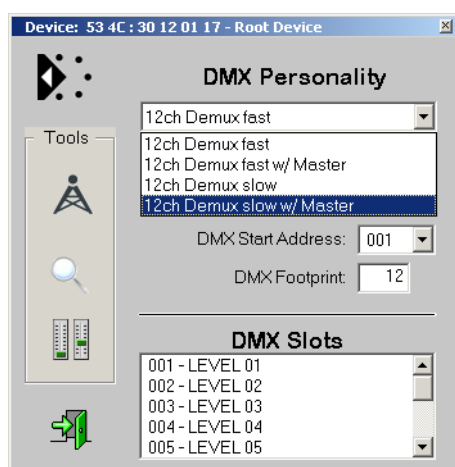 Device: 53 4C : 30 12 01 17 - Root Device
DMX Personality
12ch Demux fast
Tools
12ch Demux fast
12ch Demux fast w/ Master
12ch Demux slow
12ch Demux slow w/ Master
DMX Start Address: 001
DMX Footprint: 12
DMX Slots
001 - LEVEL 01
002 - LEVEL 02
003 - LEVEL 03
004 - LEVEL 04
005 - LEVEL 05